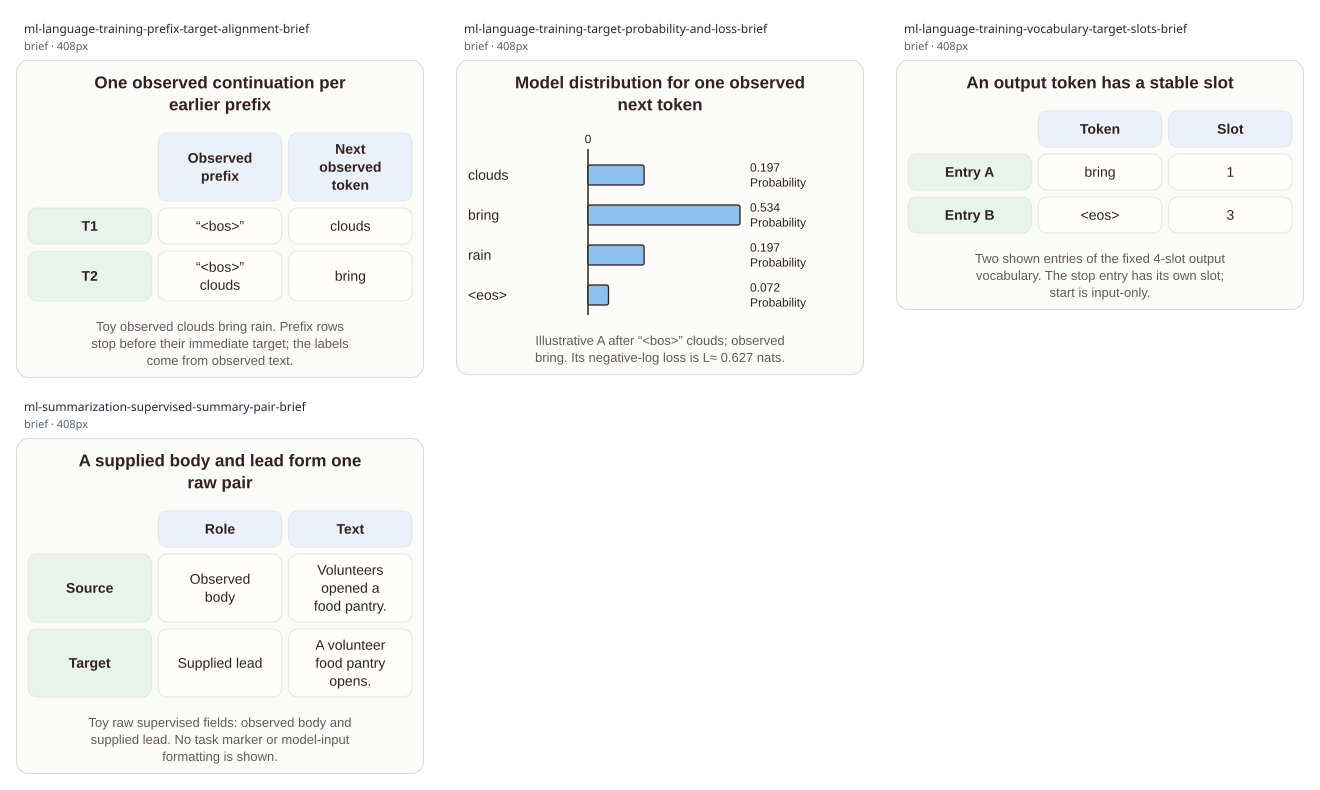 ml-language-training-prefix-target-alignment-brief
brief · 408px
One observed continuation per
earlier prefix
Observed
prefix
Next
observed
token
T1
“<bos>”
clouds
T2
“<bos>”
clouds
bring
Toy observed clouds bring rain. Prefix rows
stop before their immediate target; the labels
come from observed text.
ml-language-training-target-probability-and-loss-brief
brief · 408px
Model distribution for one observed
next token
0
clouds
0.197
Probability
bring
0.534
Probability
rain
0.197
Probability
<eos>
0.072
Probability
Illustrative A after “<bos>” clouds; observed
bring. Its negative-log loss is L≈ 0.627 nats.
ml-language-training-vocabulary-target-slots-brief
brief · 408px
An output token has a stable slot
Token
Slot
Entry A
bring
1
Entry B
<eos>
3
Two shown entries of the fixed 4-slot output
vocabulary. The stop entry has its own slot;
start is input-only.
ml-summarization-supervised-summary-pair-brief
brief · 408px
A supplied body and lead form one
raw pair
Role
Text
Source
Observed
body
Volunteers
opened a
food pantry.
Target
Supplied lead
A volunteer
food pantry
opens.
Toy raw supervised fields: observed body and
supplied lead. No task marker or model-input
formatting is shown.